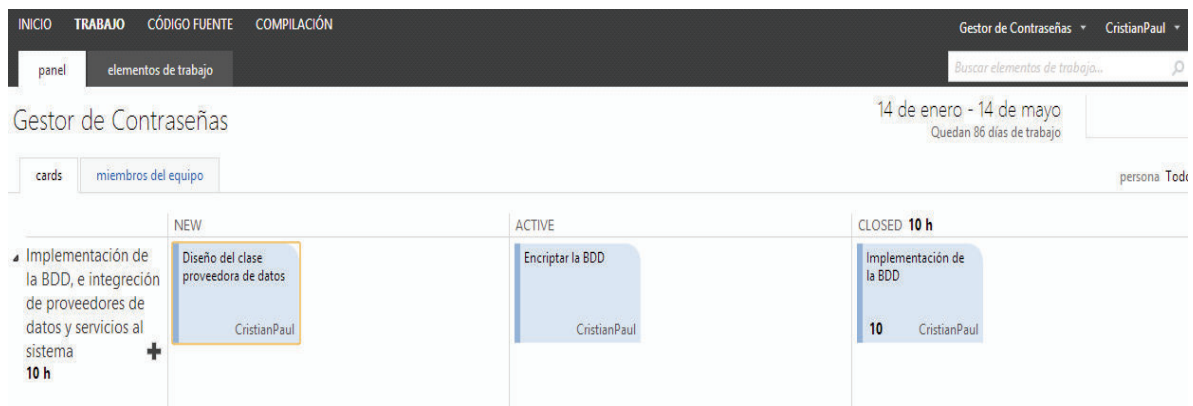 INICIO TRABAJO CÓDIGO FUENTE COMPILACIÓN
Gestor de Contraseñas CristianPaul
panel elementos de trabajo
Buscar elementos de trabajo...
Gestor de Contraseñas
14 de enero - 14 de mayo
Quedan 86 días de trabajo
cards miembros del equipo
persona Todo
NEW ACTIVE CLOSED 10 h
Implementación de
la BDD, e integreción
de proveedores de
datos y servicios al
sistema
10 h
Diseño del clase
proveedora de datos
CristianPaul
Encriptar la BDD
CristianPaul
Implementación de
la BDD
10 CristianPaul